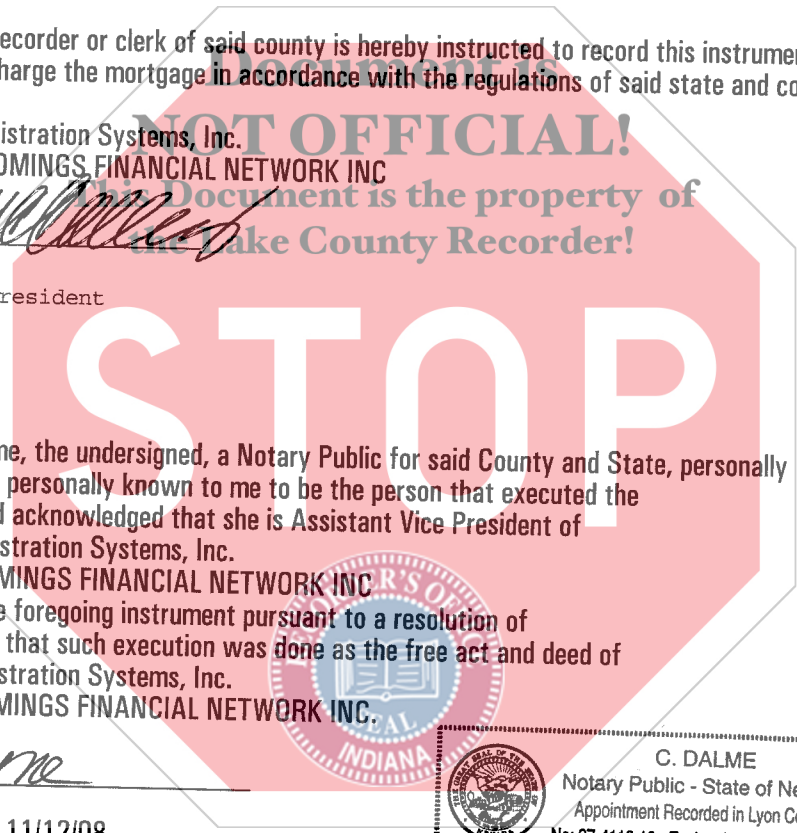 ecorder or clerk of said county is hereby instructed to record this instrumen
harge the mortgage in accordance with the regulations of said state and co
Document is
NOT OFFICIAL!
This Document is the property of
the Lake County Recorder!
istration Systems, Inc.
OMINGS FINANCIAL NETWORK INC
resident
STOP
ne, the undersigned, a Notary Public for said County and State, personally
personally known to me to be the person that executed the
d acknowledged that she is Assistant Vice President of
stration Systems, Inc.
MINGS FINANCIAL NETWORK INC
e foregoing instrument pursuant to a resolution of
that such execution was done as the free act and deed of
stration Systems, Inc.
MINGS FINANCIAL NETWORK INC.
RECORDER'S OFFICE
SEAL
INDIANA
me
11/12/08
C. DALME
Notary Public - State of Ne
Appointment Recorded in Lyon Co